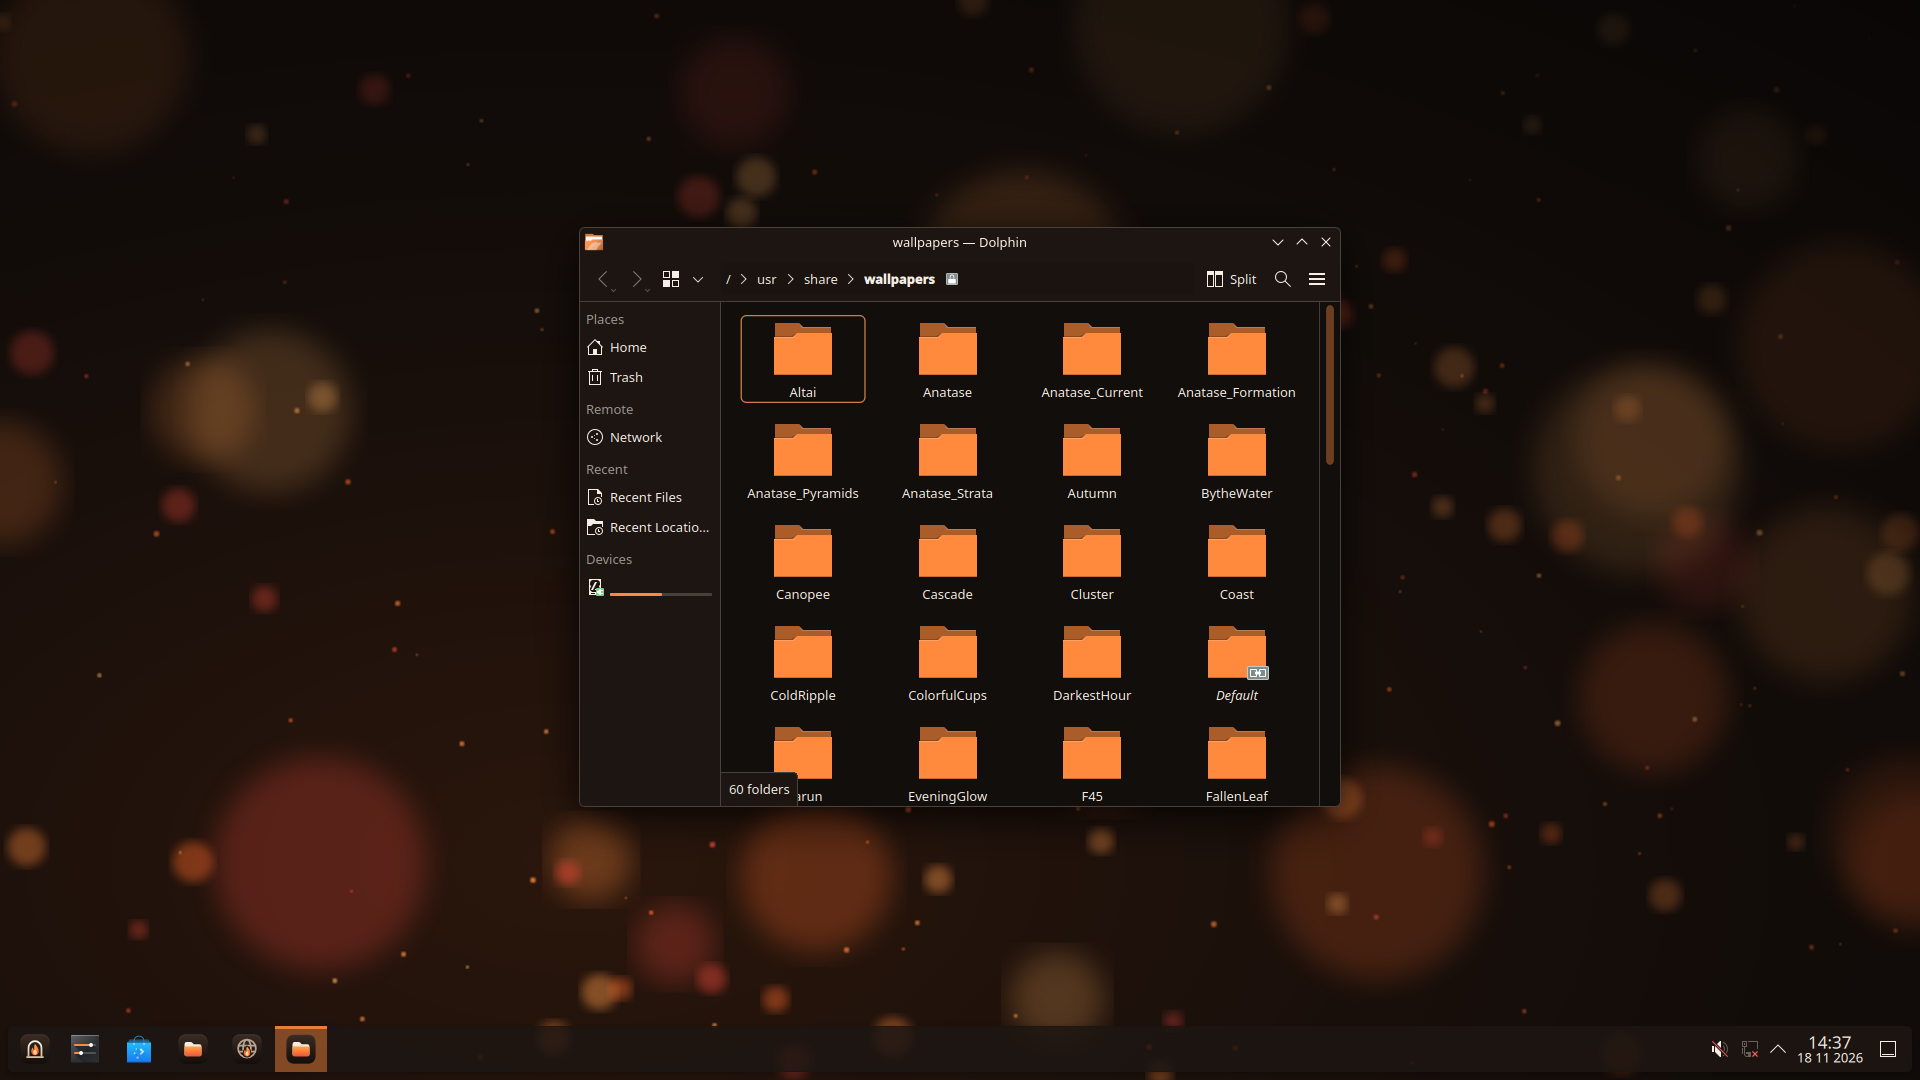 wallpapers — Dolphin
/ usr share wallpapers
Split
Places
Home
Trash
Remote
Network
Recent
Recent Files
Recent Locatio...
Devices
Altai Anatase Anatase_Current Anatase_Formation
Anatase_Pyramids Anatase_Strata Autumn BytheWater
Canopee Cascade Cluster Coast
ColdRipple ColorfulCups DarkestHour Default
arun EveningGlow F45 FallenLeaf
60 folders
14:37
18 11 2026